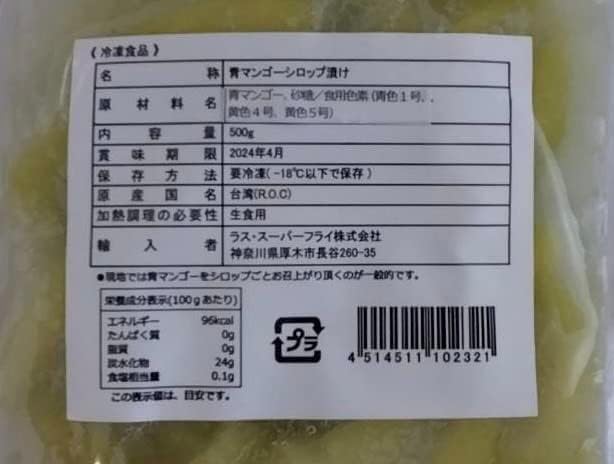 《冷凍食品》
名称 青マンゴーシロップ漬け
原材料名 青マンゴー、砂糖/食用色素(青色1号、、
黄色4号、黄色5号)
内容量 500g
賞味期限 2024年4月
保存方法 要冷凍(-18℃以下で保存)
原産国名 台湾(R.O.C)
加熱調理の必要性 生食用
輸入者 ラス・スーパーフライ株式会社
神奈川県厚木市長谷260-35
●現地では青マンゴーをシロップごとお召上がり頂くのが一般的です。
栄養成分表示(100gあたり)
エネルギー 96kcal
たんぱく質 0g
脂質 0g
炭水化物 24g
食塩相当量 0.1g
この表示値は、目安です。
プラ
4 514511 102321